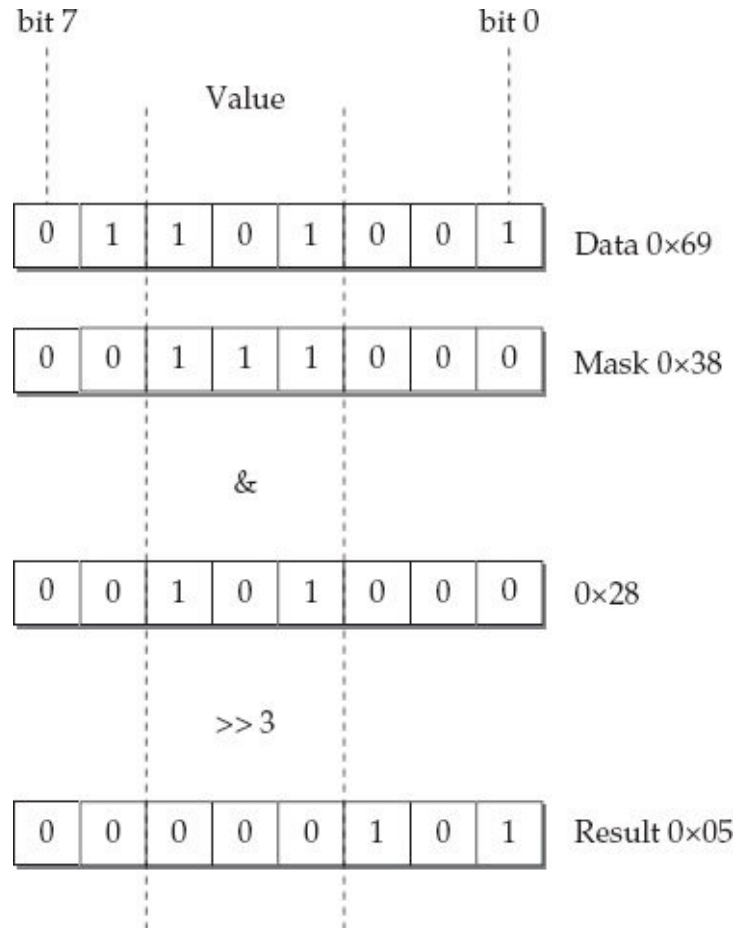 bit 7 bit 0
Value
0 1 1 0 1 0 0 1 Data 0×69
0 0 1 1 1 0 0 0 Mask 0×38
&
0 0 1 0 1 0 0 0 0×28
>> 3
0 0 0 0 0 1 0 1 Result 0×05